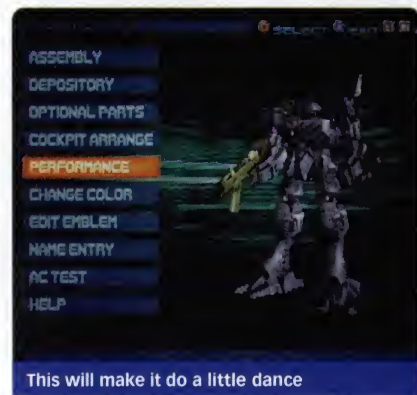 SELECT
ASSEMBLY
DEPOSITORY
OPTIONAL PARTS
COCKPIT ARRANGE
PERFORMANCE
CHANGE COLOR
EDIT EMBLEM
NAME ENTRY
AC TEST
HELP
This will make it do a little dance